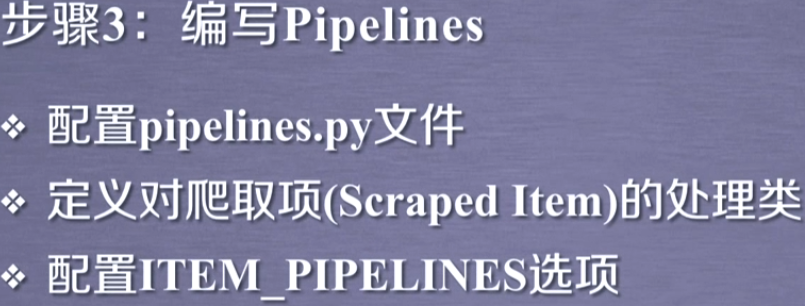 步骤3：编写Pipelines
❖ 配置pipelines.py文件
❖ 定义对爬取项(Scraped Item)的处理类
❖ 配置ITEM_PIPELINES选项